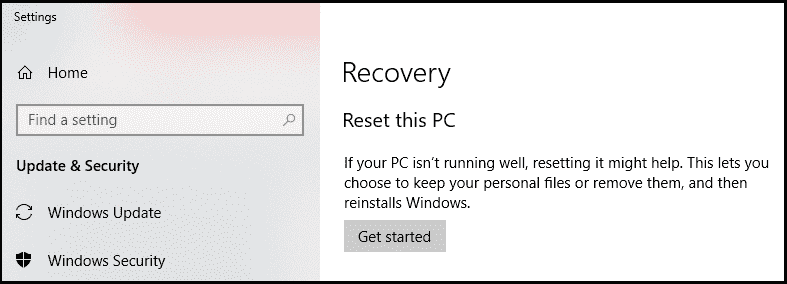 Settings
Home
Find a setting
Update & Security
Windows Update
Windows Security
Recovery
Reset this PC
If your PC isn't running well, resetting it might help. This lets you
choose to keep your personal files or remove them, and then
reinstalls Windows.
Get started